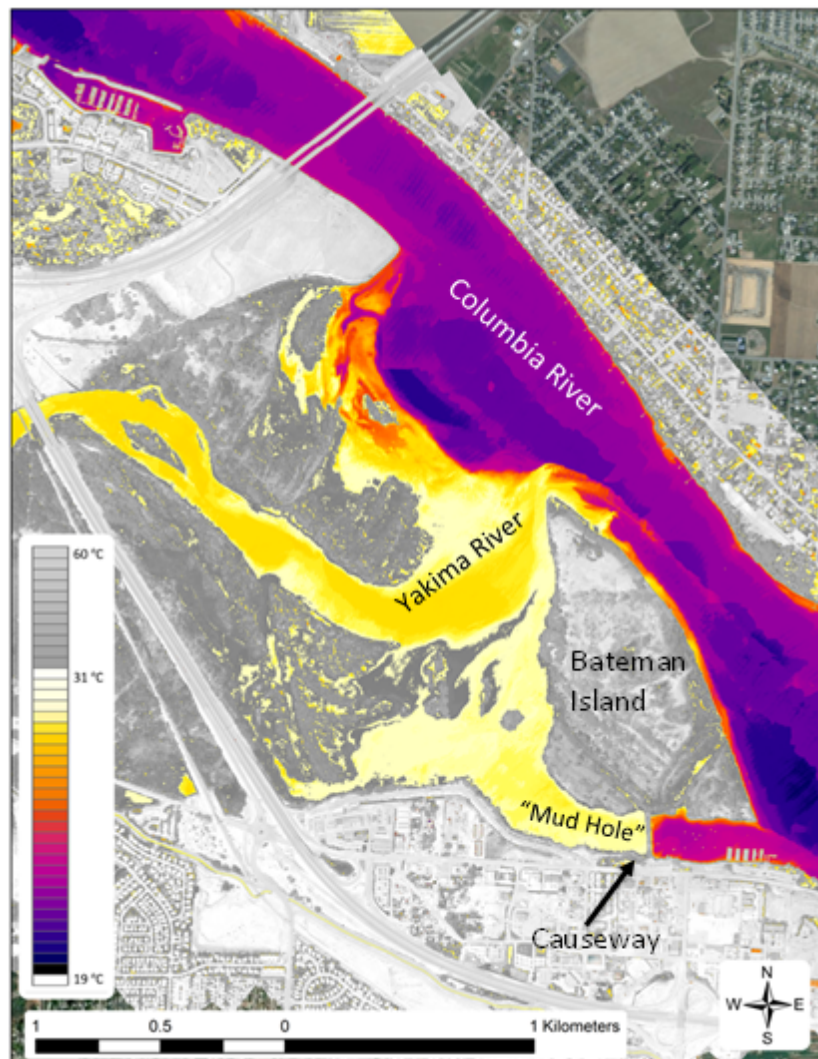 Columbia River
Yakima River
60 °C
31 °C
19 °C
Bateman
Island
“Mud Hole”
Causeway
N
W E
S
1 0.5 0 1 Kilometers